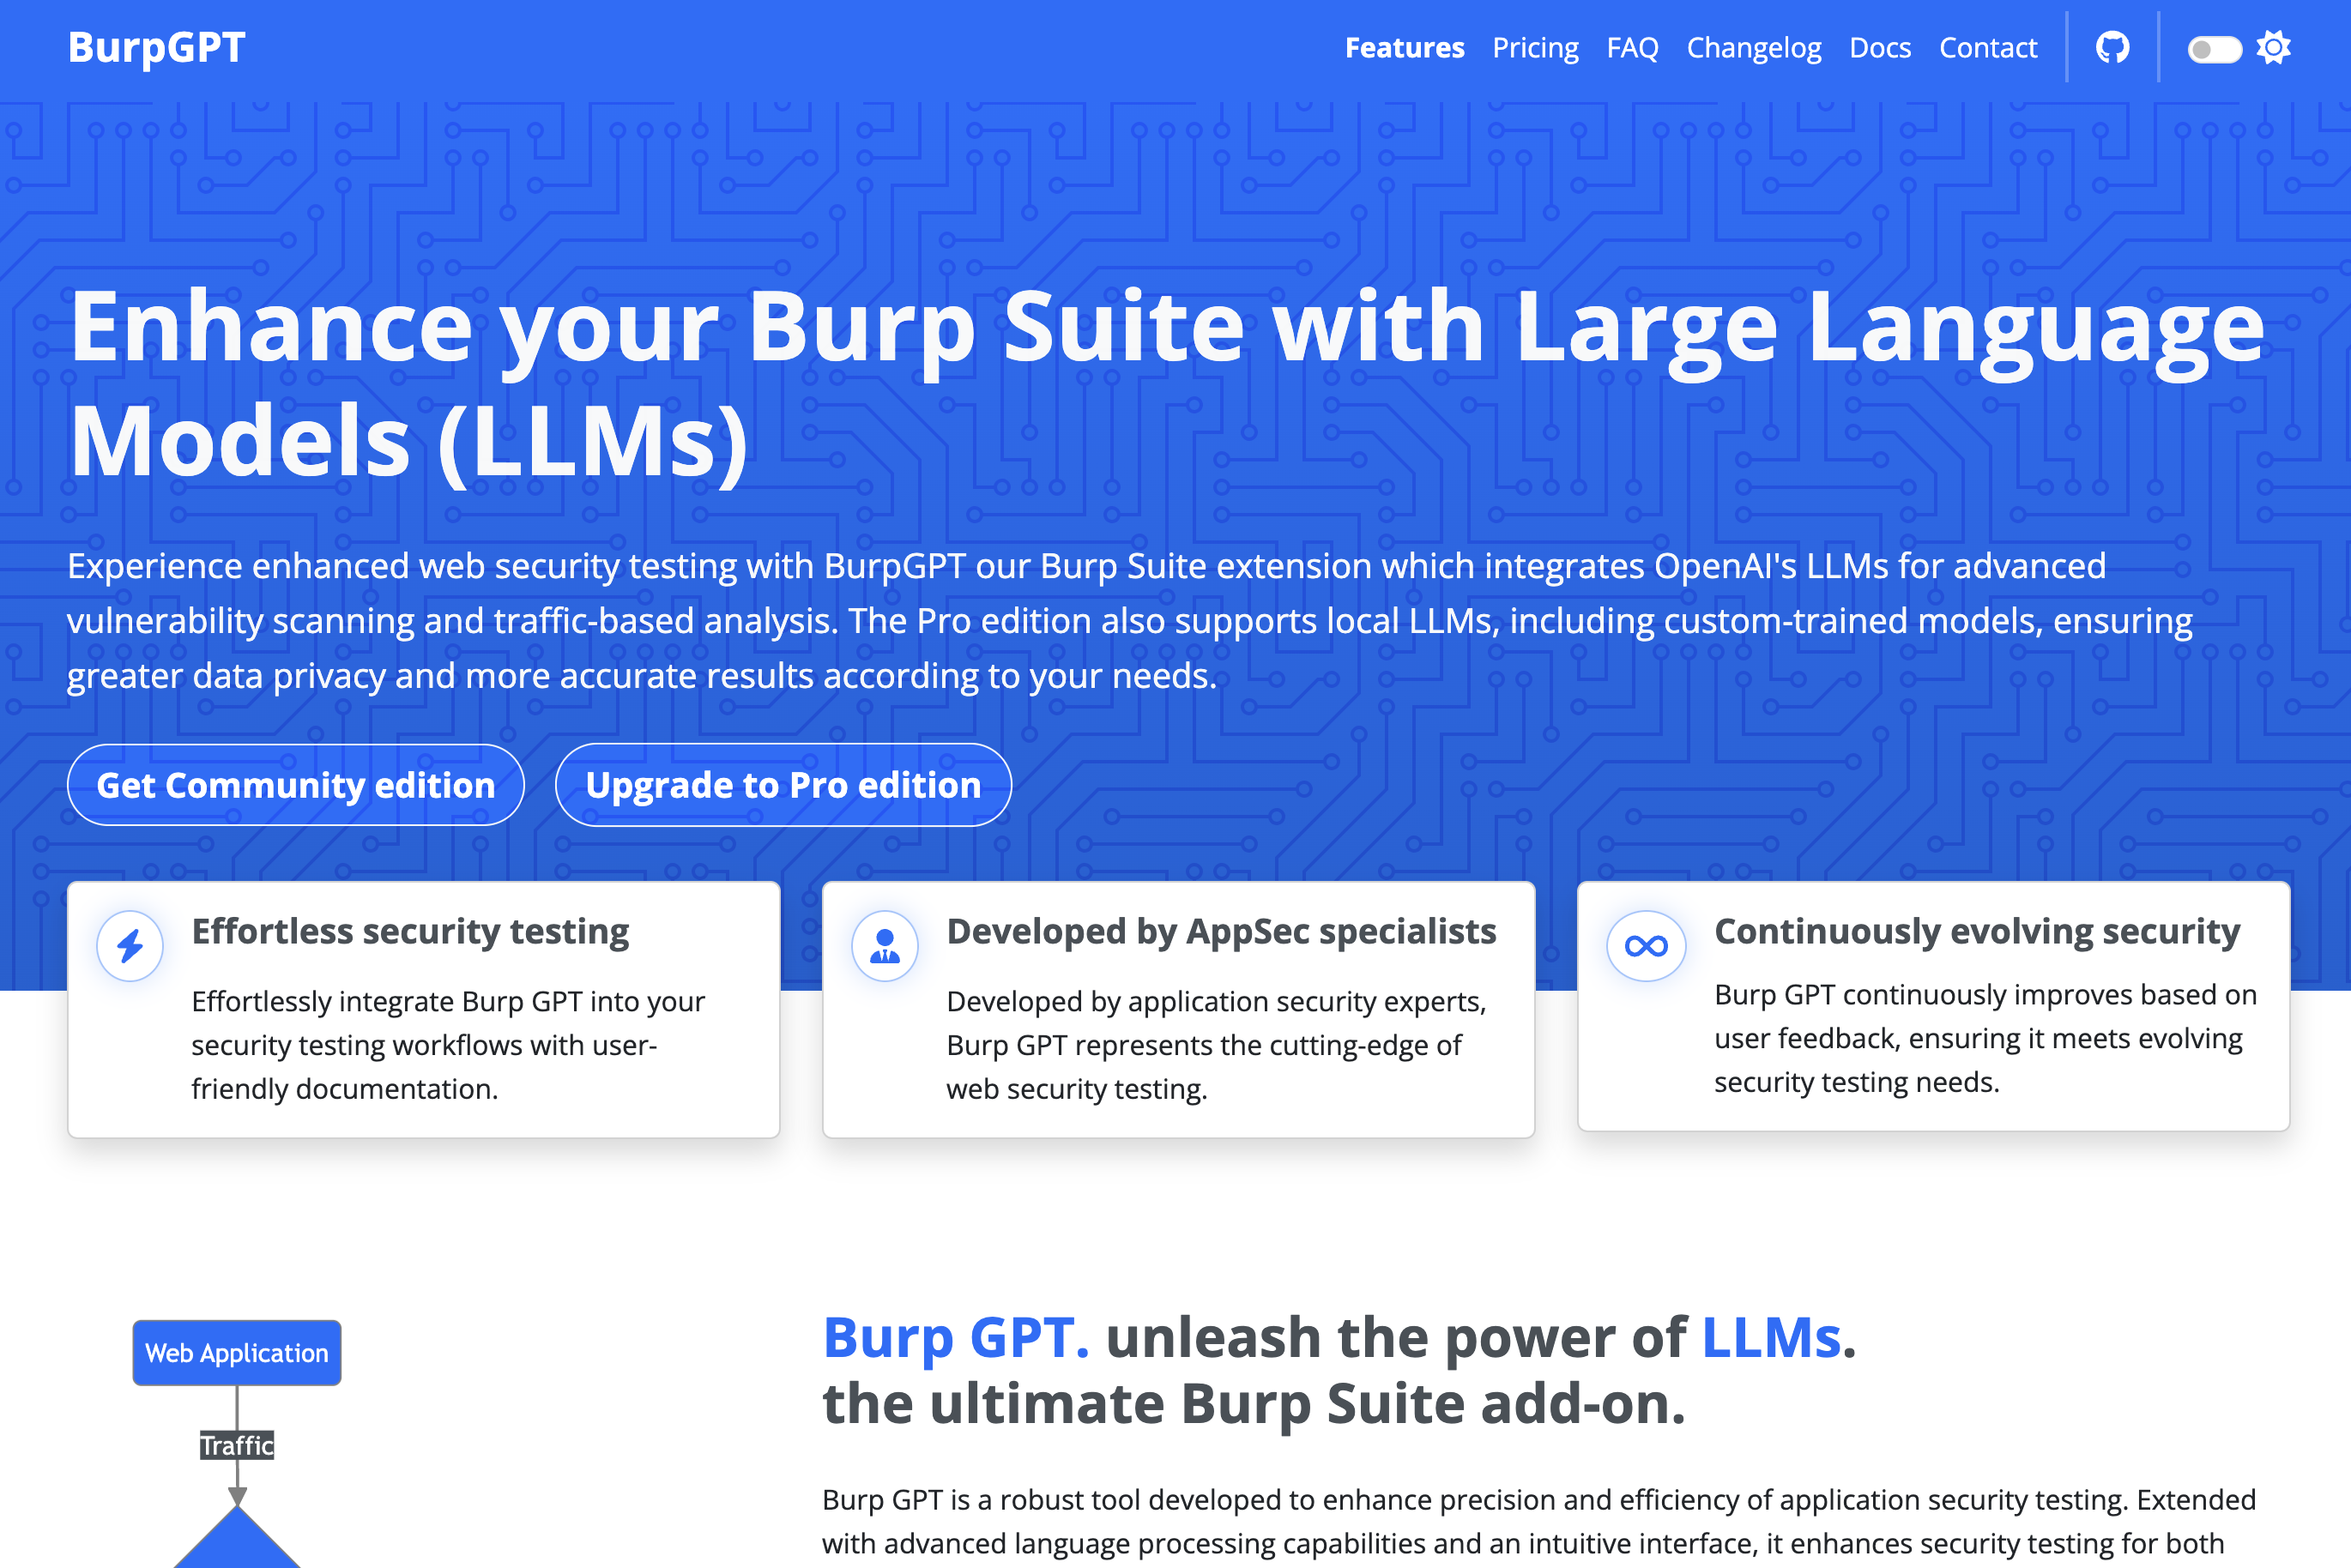 BurpGPT
Features Pricing FAQ Changelog Docs Contact
Enhance your Burp Suite with Large Language
Models (LLMs)
Experience enhanced web security testing with BurpGPT our Burp Suite extension which integrates OpenAI's LLMs for advanced
vulnerability scanning and traffic-based analysis. The Pro edition also supports local LLMs, including custom-trained models, ensuring
greater data privacy and more accurate results according to your needs.
Get Community edition
Upgrade to Pro edition
Effortless security testing
Effortlessly integrate Burp GPT into your
security testing workflows with user-
friendly documentation.
Developed by AppSec specialists
Developed by application security experts,
Burp GPT represents the cutting-edge of
web security testing.
Continuously evolving security
Burp GPT continuously improves based on
user feedback, ensuring it meets evolving
security testing needs.
Web Application
Traffic
Burp GPT. unleash the power of LLMs.
the ultimate Burp Suite add-on.
Burp GPT is a robust tool developed to enhance precision and efficiency of application security testing. Extended
with advanced language processing capabilities and an intuitive interface, it enhances security testing for both